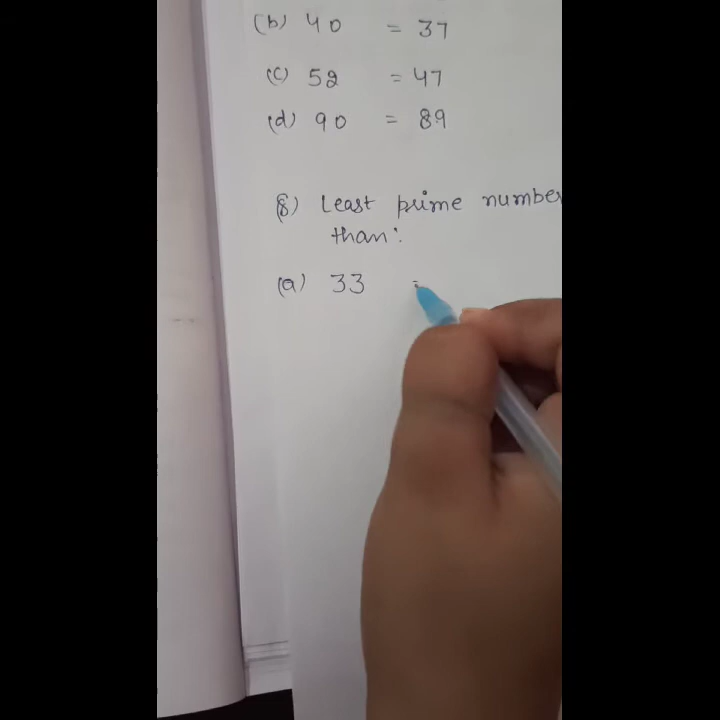 (b) 40 = 37
(c) 52 = 47
(d) 90 = 89
(8) Least prime number
than:
(a) 33 =